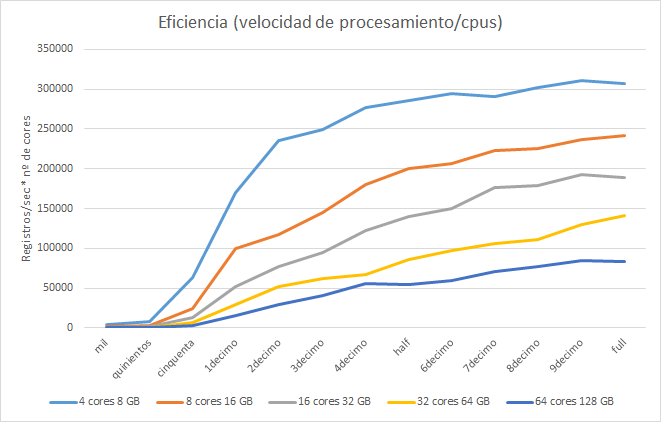 Eficiencia (velocidad de procesamiento/cpus)
350000
300000
250000
200000
150000
100000
50000
0
Registros/sec* nº de cores
mil
quinientos
cinquenta
1decimo
2decimo
3decimo
4decimo
half
6decimo
7decimo
8decimo
9decimo
full
4 cores 8 GB
8 cores 16 GB
16 cores 32 GB
32 cores 64 GB
64 cores 128 GB